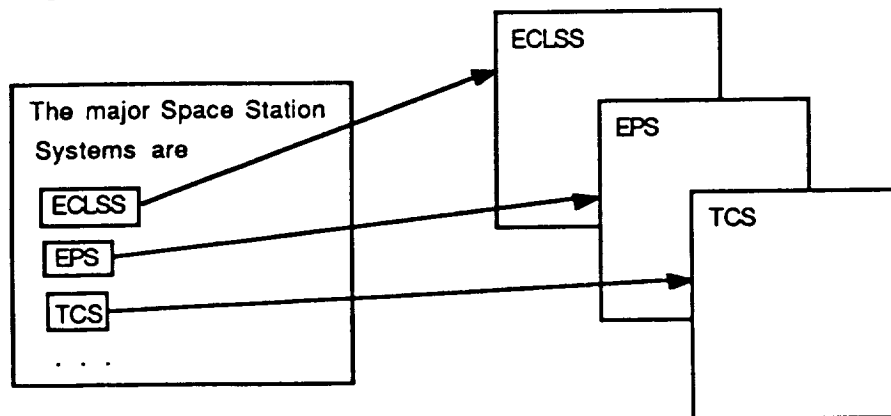 The major Space Station
Systems are
ECLSS
EPS
TCS
. . .
ECLSS
EPS
TCS